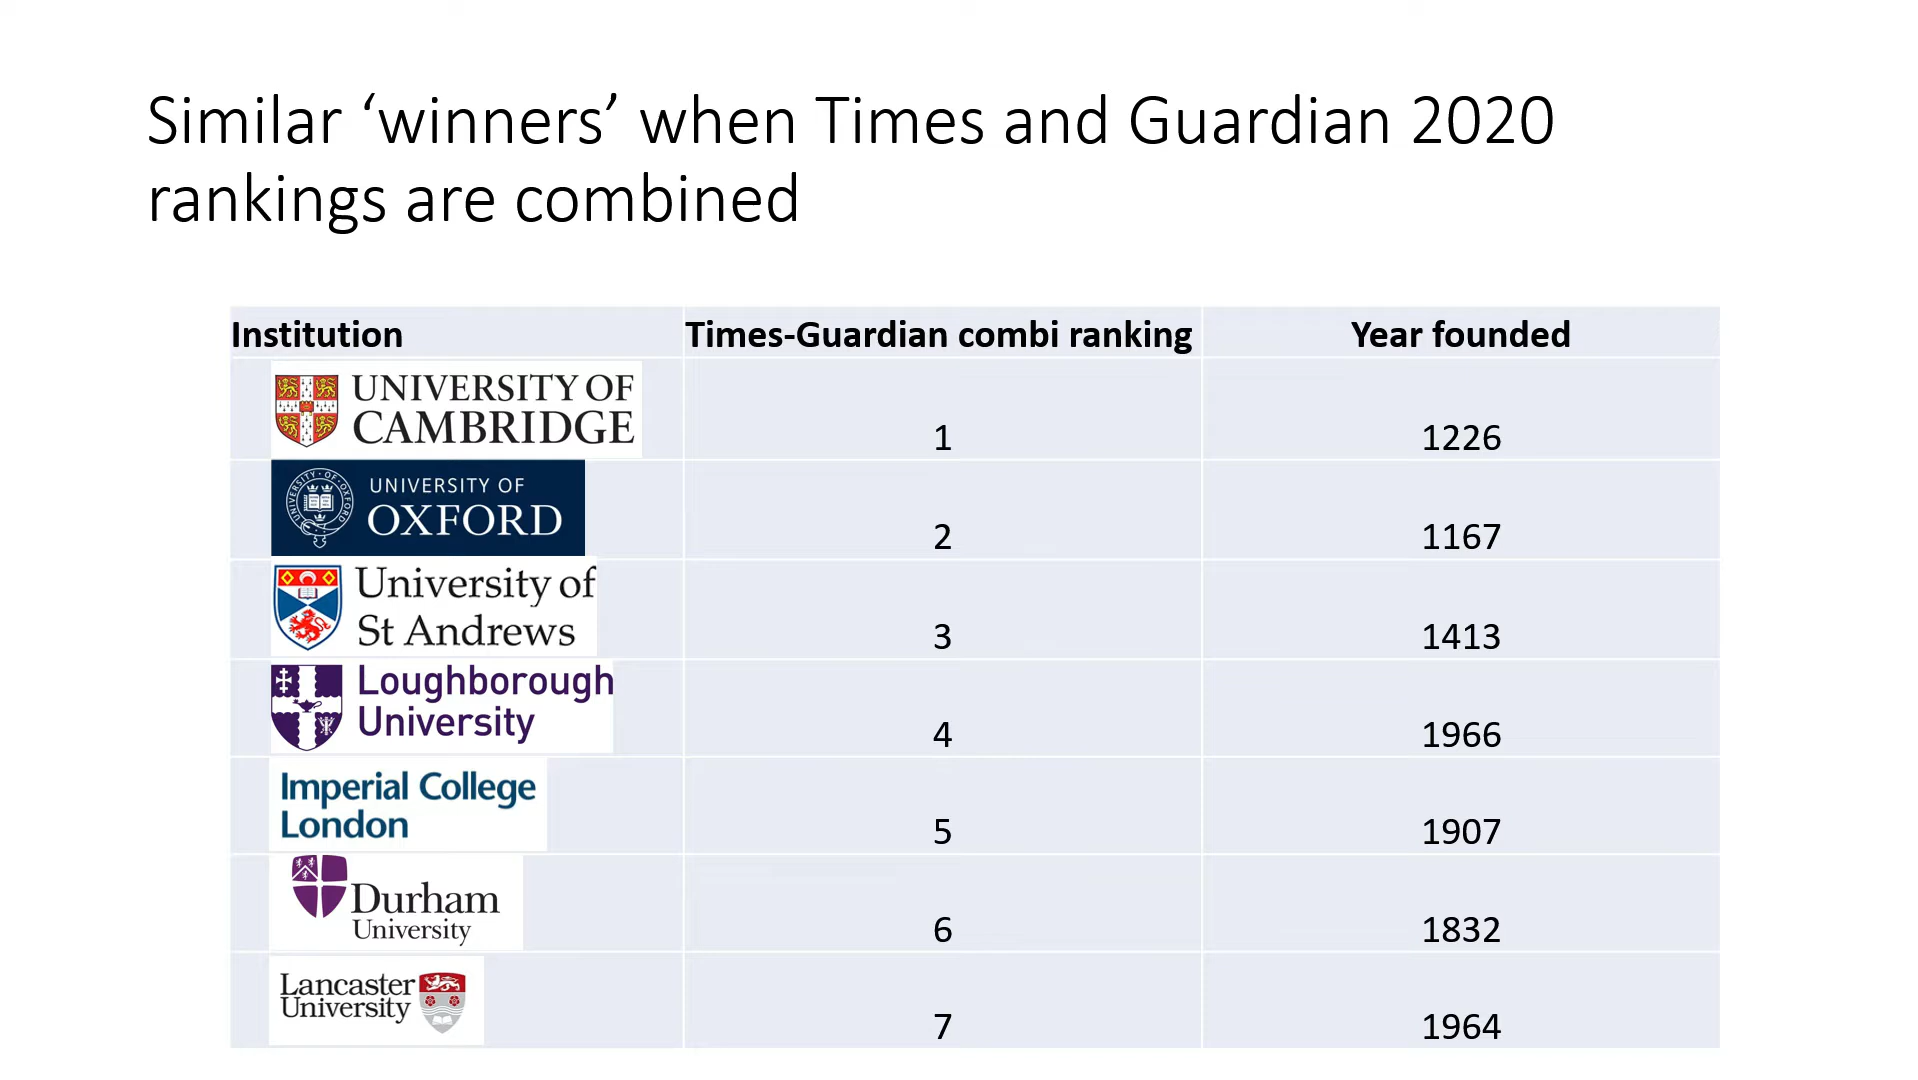 Similar ‘winners’ when Times and Guardian 2020
rankings are combined
Institution Times-Guardian combi ranking Year founded
UNIVERSITY OF
CAMBRIDGE
1 1226
UNIVERSITY OF
OXFORD
2 1167
University of
St Andrews
3 1413
Loughborough
University
4 1966
Imperial College
London
5 1907
Durham
University
6 1832
Lancaster
University
7 1964